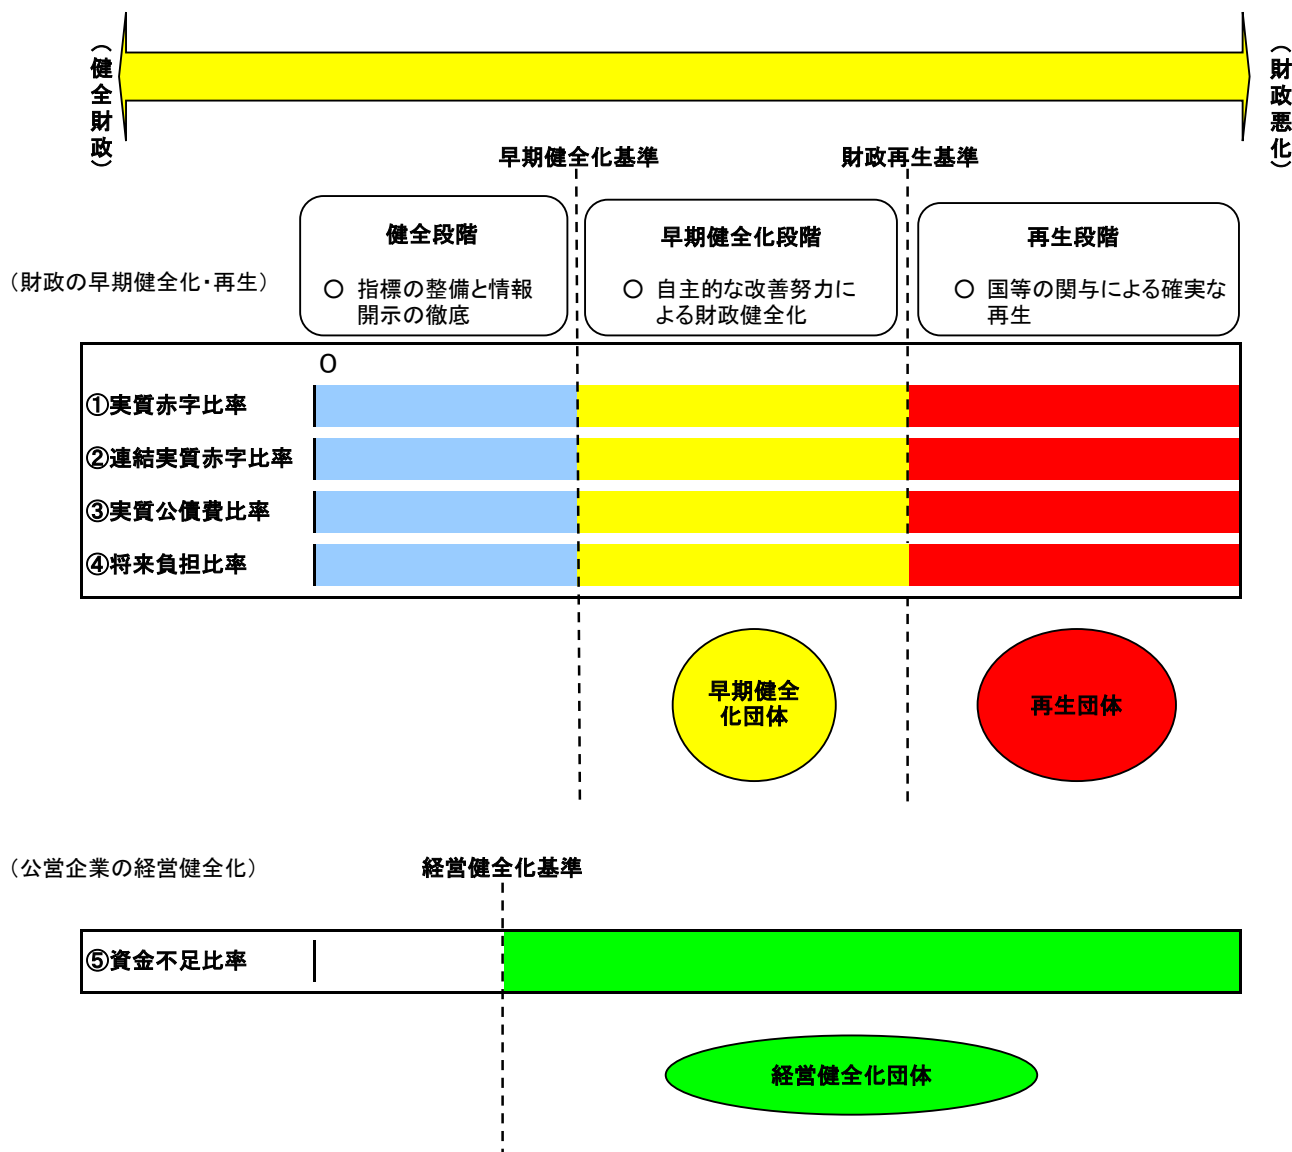 （健全財政）
（財政悪化）
早期健全化基準
財政再生基準
（財政の早期健全化・再生）
健全段階
○ 指標の整備と情報
開示の徹底
早期健全化段階
○ 自主的な改善努力に
よる財政健全化
再生段階
○ 国等の関与による確実な
再生
0
①実質赤字比率
②連結実質赤字比率
③実質公債費比率
④将来負担比率
早期健全
化団体
再生団体
（公営企業の経営健全化）
経営健全化基準
⑤資金不足比率
経営健全化団体